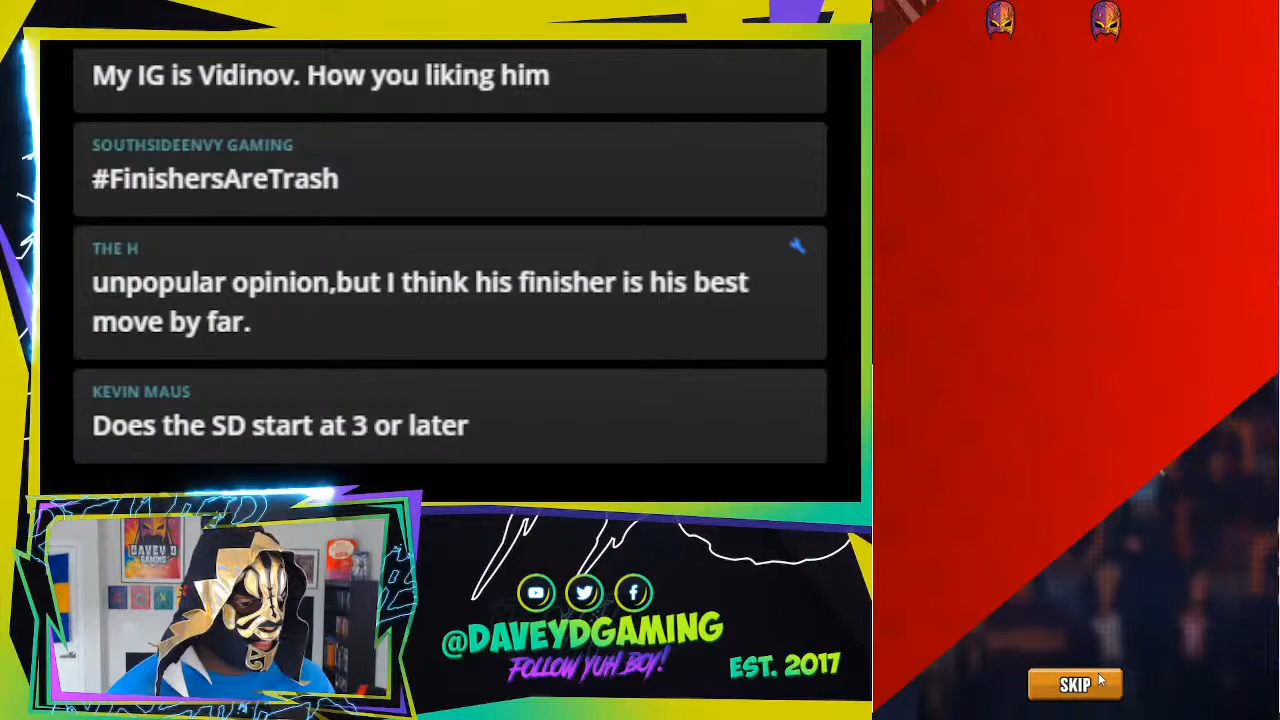 My IG is Vidinov. How you liking him
SOUTHSIDEENVY GAMING
#FinishersAreTrash
THE H
unpopular opinion,but I think his finisher is his best
move by far.
KEVIN MAUS
Does the SD start at 3 or later
DAVEY D
GAMING
@DAVEYDGAMING
FOLLOW YUH BOY!
EST. 2017
SKIP